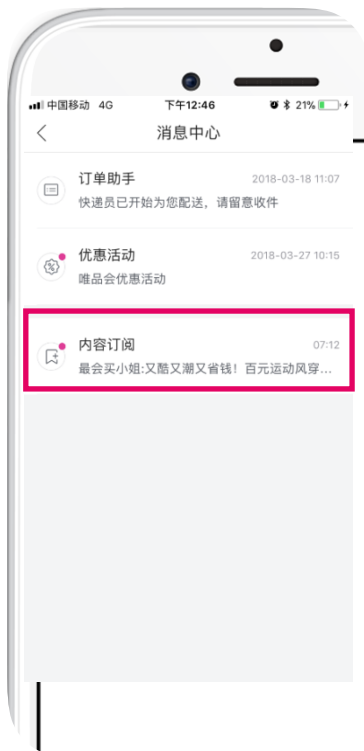 中国移动 4G 下午12:46 21%
消息中心
订单助手 2018-03-18 11:07
快递员已开始为您配送，请留意收件
优惠活动 2018-03-27 10:15
唯品会优惠活动
内容订阅 07:12
最会买小姐:又酷又潮又省钱！百元运动风穿...